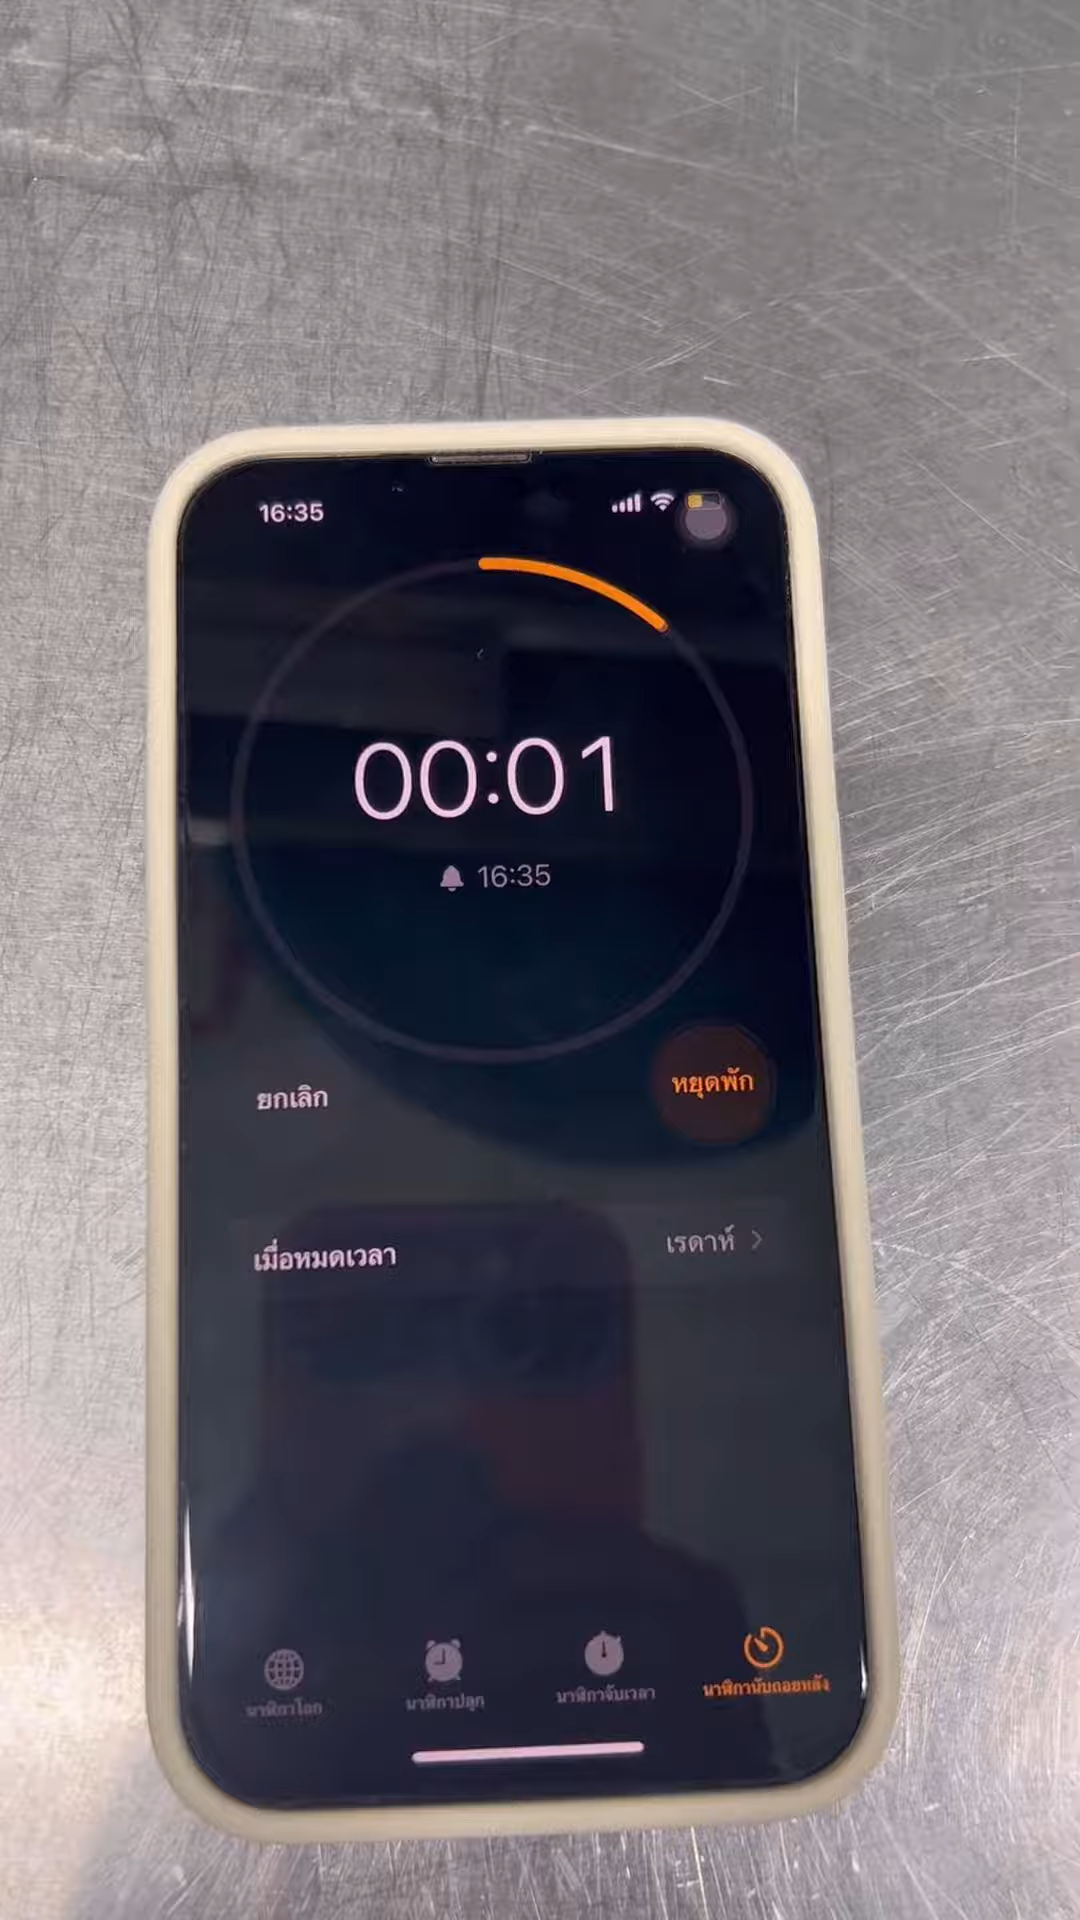 16:35
00:01
16:35
ยกเลิก
หยุดพัก
เมื่อหมดเวลา
เรดาห์
นาฬิกาโลก
นาฬิกาปลุก
นาฬิกาจับเวลา
นาฬิกานับถอยหลัง